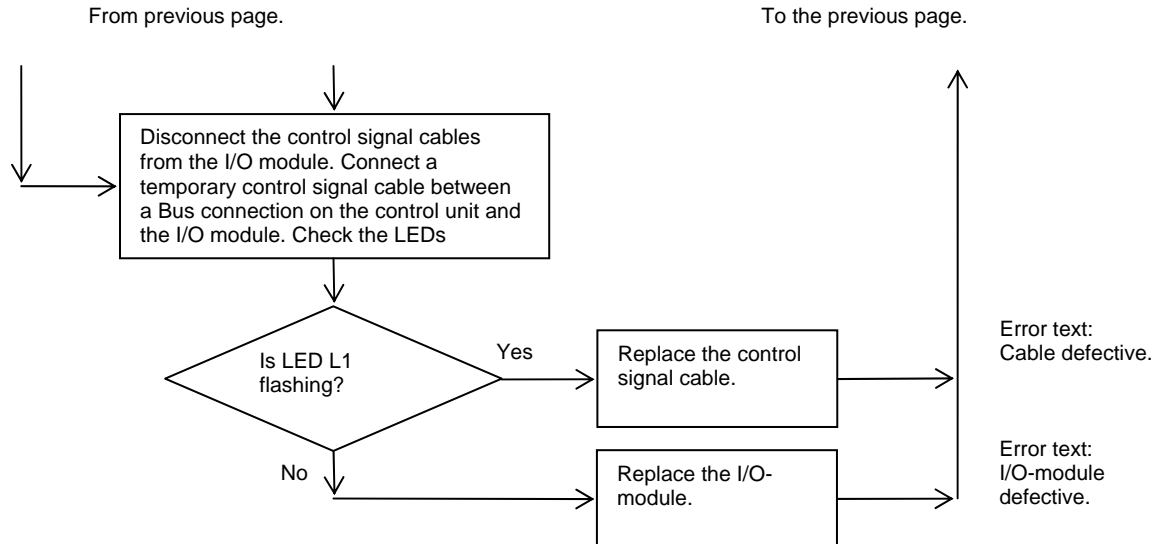 From previous page.
To the previous page.
Disconnect the control signal cables
from the I/O module. Connect a
temporary control signal cable between
a Bus connection on the control unit and
the I/O module. Check the LEDs
Is LED L1
flashing?
Yes
Replace the control
signal cable.
Error text:
Cable defective.
No
Replace the I/O-
module.
Error text:
I/O-module
defective.